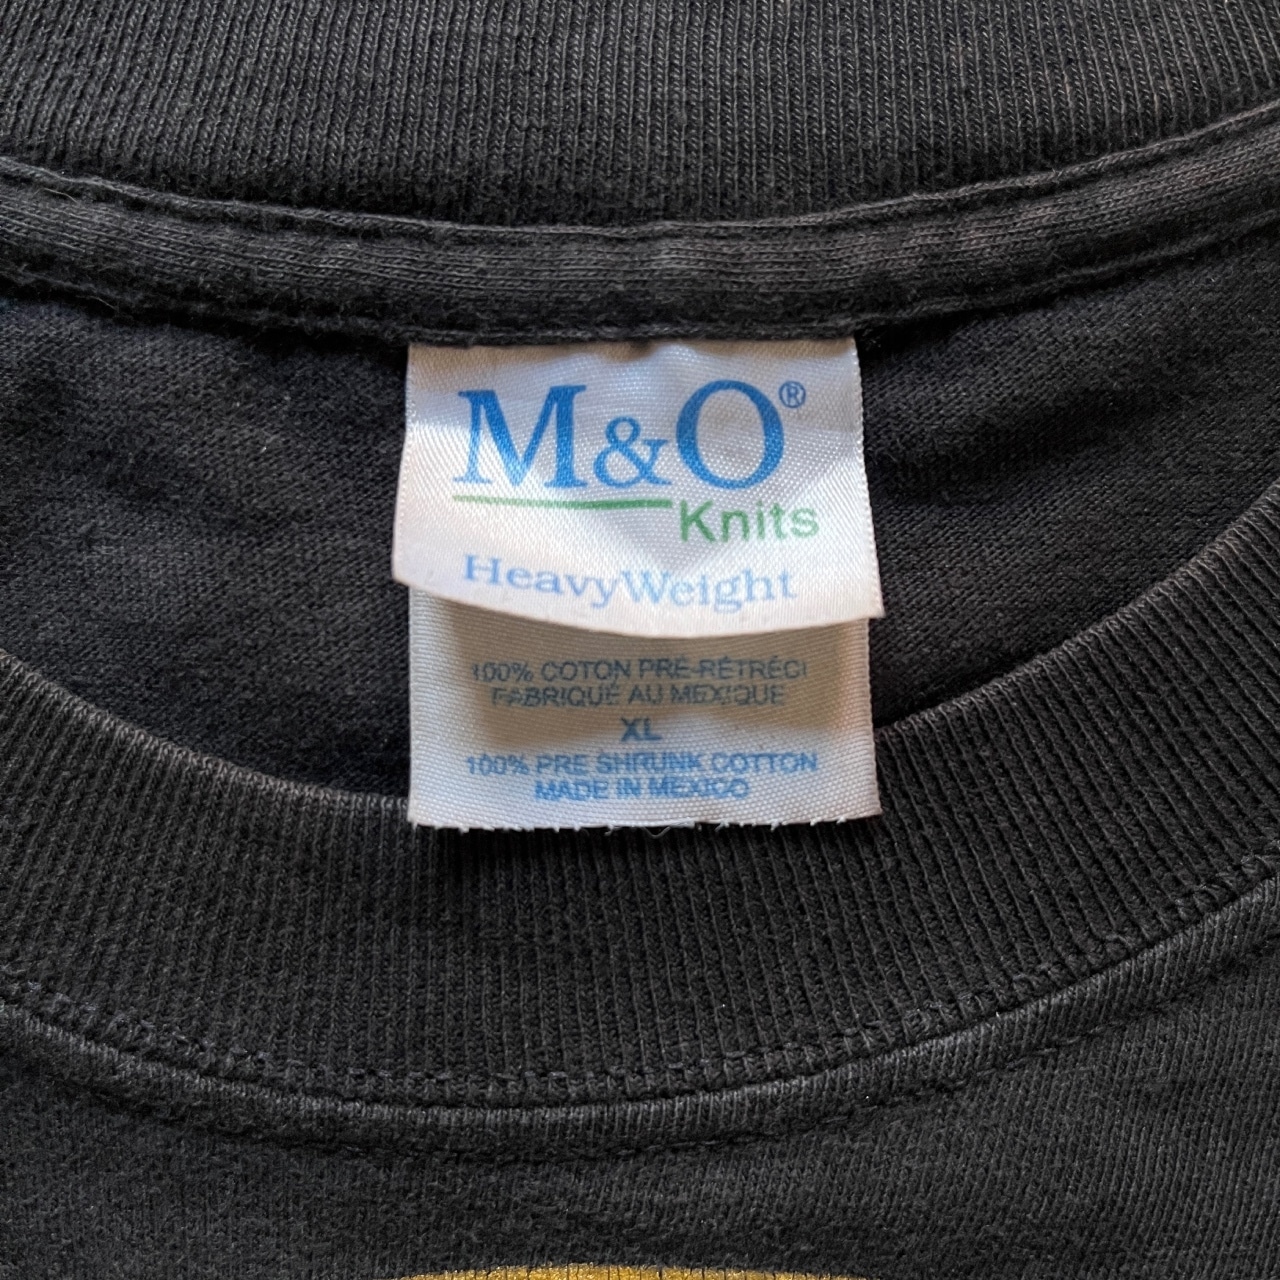 M&O®
Knits
HeavyWeight
100% COTON PRÉ-RÉTRÉCI
FABRIQUÉ AU MEXIQUE
XL
100% PRE SHRUNK COTTON
MADE IN MEXICO